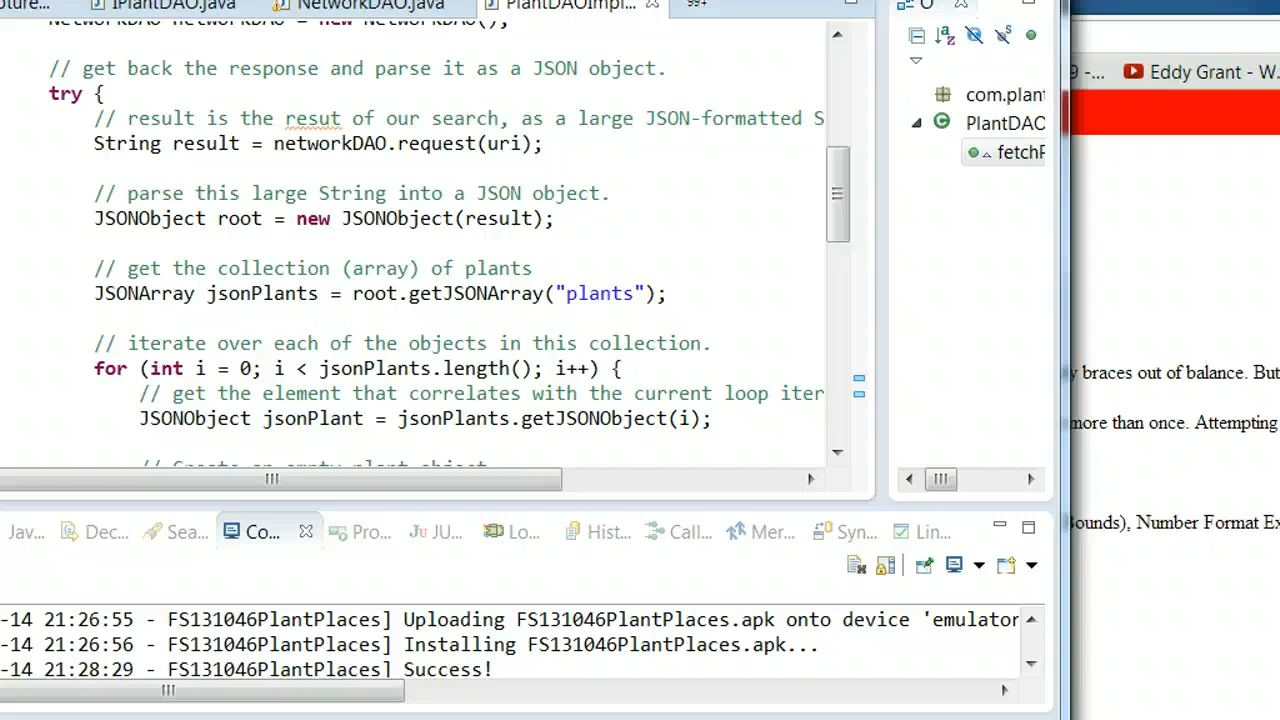 oture...
IPlantDAO.java
NetworkDAO.java
PlantDAOImpl...
99+
NetworkDAO networkDAO = new NetworkDAO();
// get back the response and parse it as a JSON object.
try {
// result is the resut of our search, as a large JSON-formatted S
String result = networkDAO.request(uri);
// parse this large String into a JSON object.
JSONObject root = new JSONObject(result);
// get the collection (array) of plants
JSONArray jsonPlants = root.getJSONArray("plants");
// iterate over each of the objects in this collection.
for (int i = 0; i < jsonPlants.length(); i++) {
// get the element that correlates with the current loop iter
JSONObject jsonPlant = jsonPlants.getJSONObject(i);
// Create an empty plant object
O
com.plant
PlantDAO
fetchP
9 -...
Eddy Grant - W.
y braces out of balance. But
more than once. Attempting
Bounds), Number Format Ex
Jav...
Dec...
Sea...
Co...
Pro...
JU...
Lo...
Hist...
Call...
Mer...
Syn...
Lin...
-14 21:26:55 - FS131046PlantPlaces] Uploading FS131046PlantPlaces.apk onto device 'emulator
-14 21:26:56 - FS131046PlantPlaces] Installing FS131046PlantPlaces.apk...
-14 21:28:29 - FS131046PlantPlaces] Success!